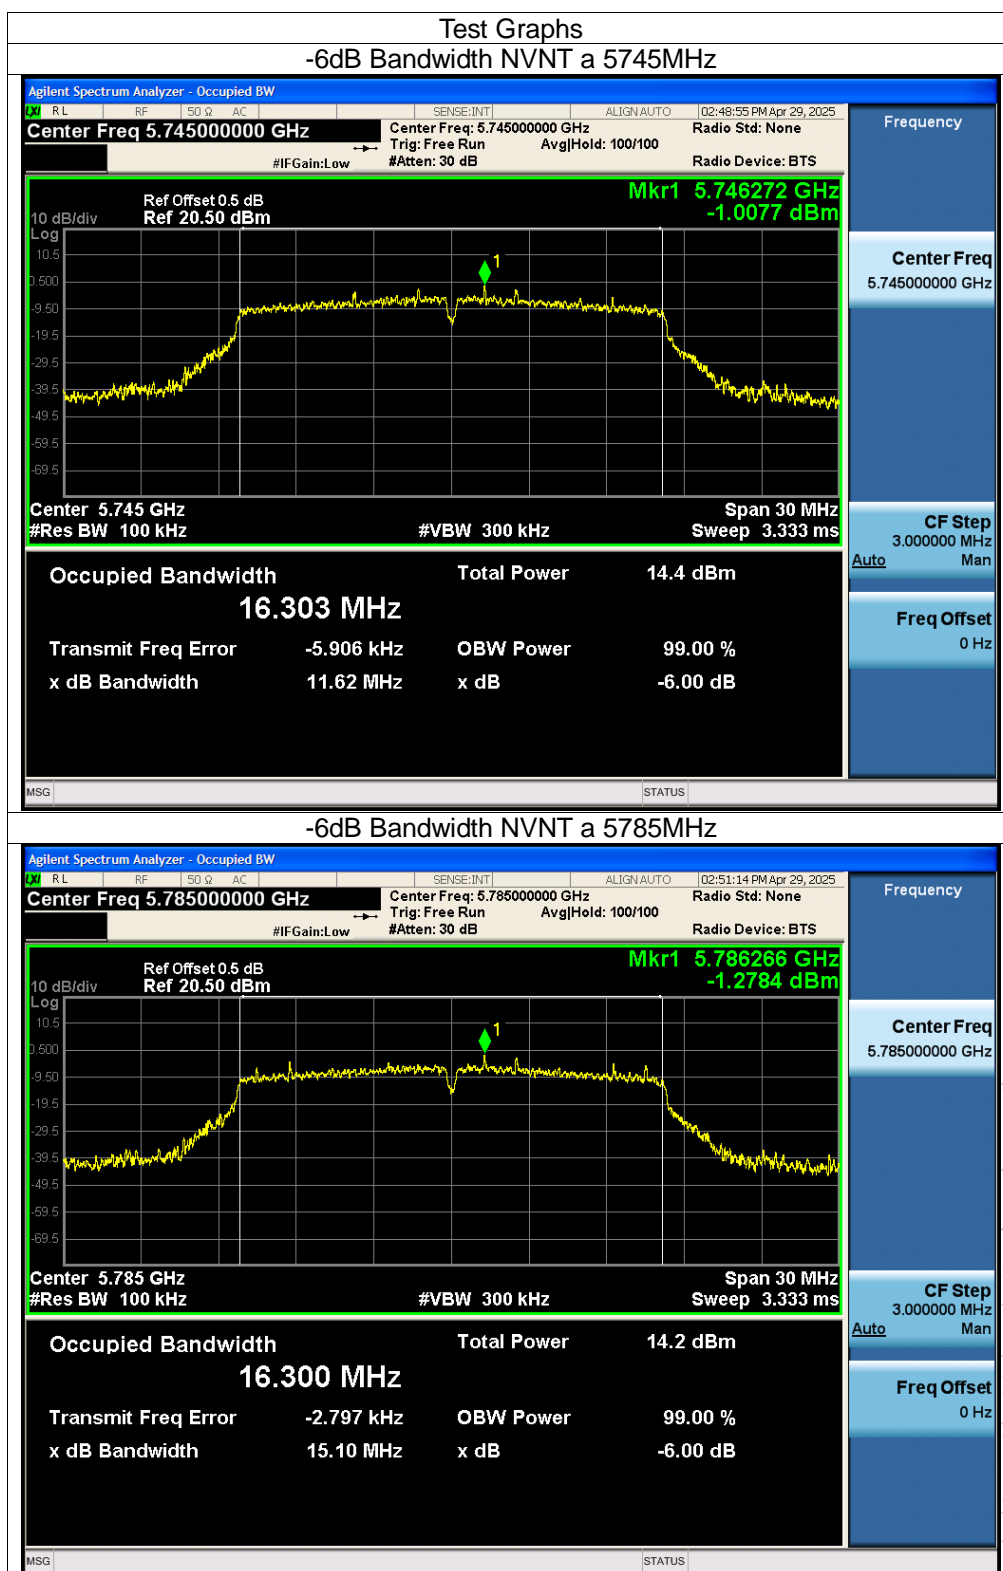 Test Graphs
-6dB Bandwidth NVNT a 5745MHz
Agilent Spectrum Analyzer - Occupied BW
LXI RL RF 50 Ω AC SENSE:INT ALIGN AUTO 02:48:55 PM Apr 29, 2025
Center Freq 5.745000000 GHz
Center Freq: 5.745000000 GHz Radio Std: None
Trig: Free Run Avg|Hold: 100/100
#IFGain:Low #Atten: 30 dB Radio Device: BTS
Frequency
Mkr1 5.746272 GHz
-1.0077 dBm
Ref Offset 0.5 dB
10 dB/div Ref 20.50 dBm
Log
10.5
0.500
-9.50
-19.5
-29.5
-39.5
-49.5
-59.5
-69.5
1
Center 5.745 GHz Span 30 MHz
#Res BW 100 kHz #VBW 300 kHz Sweep 3.333 ms
Center Freq
5.745000000 GHz
CF Step
3.000000 MHz
Auto Man
Freq Offset
0 Hz
Occupied Bandwidth Total Power 14.4 dBm
16.303 MHz
Transmit Freq Error -5.906 kHz OBW Power 99.00 %
x dB Bandwidth 11.62 MHz x dB -6.00 dB
MSG STATUS
-6dB Bandwidth NVNT a 5785MHz
Agilent Spectrum Analyzer - Occupied BW
LXI RL RF 50 Ω AC SENSE:INT ALIGN AUTO 02:51:14 PM Apr 29, 2025
Center Freq 5.785000000 GHz
Center Freq: 5.785000000 GHz Radio Std: None
Trig: Free Run Avg|Hold: 100/100
#IFGain:Low #Atten: 30 dB Radio Device: BTS
Frequency
Mkr1 5.786266 GHz
-1.2784 dBm
Ref Offset 0.5 dB
10 dB/div Ref 20.50 dBm
Log
10.5
0.500
-9.50
-19.5
-29.5
-39.5
-49.5
-59.5
-69.5
1
Center 5.785 GHz Span 30 MHz
#Res BW 100 kHz #VBW 300 kHz Sweep 3.333 ms
Center Freq
5.785000000 GHz
CF Step
3.000000 MHz
Auto Man
Freq Offset
0 Hz
Occupied Bandwidth Total Power 14.2 dBm
16.300 MHz
Transmit Freq Error -2.797 kHz OBW Power 99.00 %
x dB Bandwidth 15.10 MHz x dB -6.00 dB
MSG STATUS